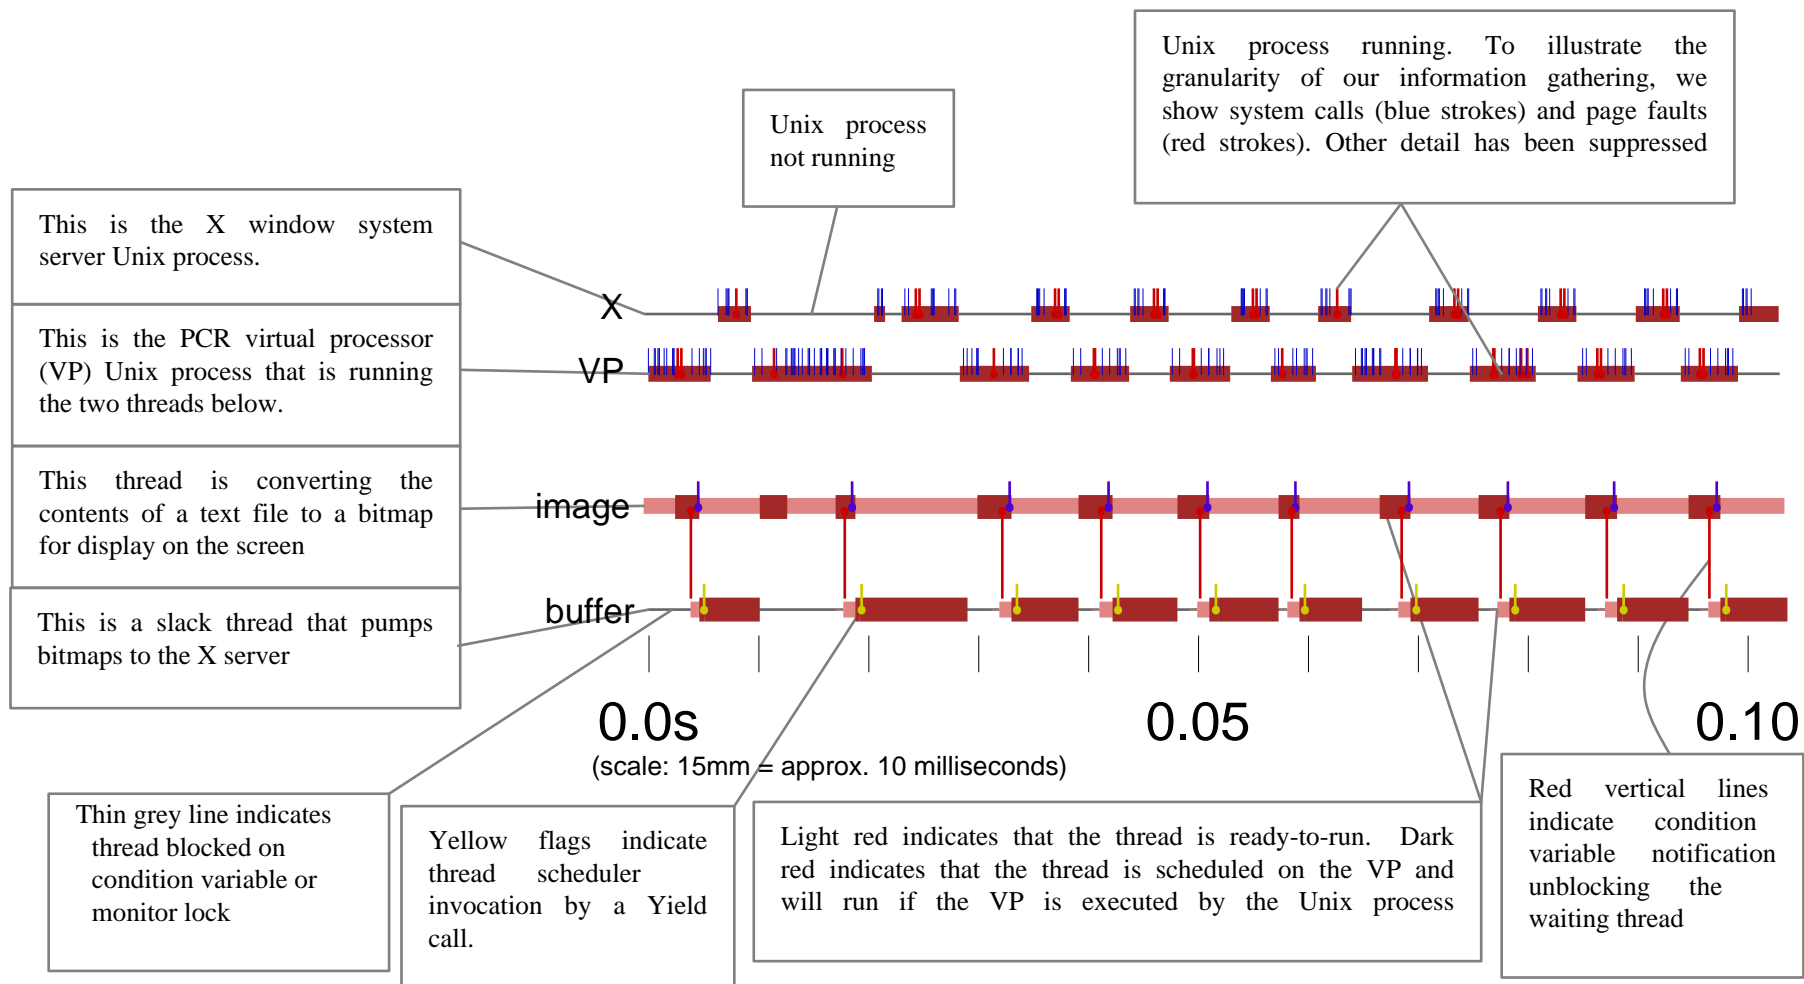 Unix process running. To illustrate the
granularity of our information gathering, we
show system calls (blue strokes) and page faults
(red strokes). Other detail has been suppressed
Unix process
not running
This is the X window system
server Unix process.
X
This is the PCR virtual processor
(VP) Unix process that is running
the two threads below.
VP
This thread is converting the
contents of a text file to a bitmap
for display on the screen
image
This is a slack thread that pumps
bitmaps to the X server
buffer
0.0s
0.05
0.10
(scale: 15mm = approx. 10 milliseconds)
Thin grey line indicates
thread blocked on
condition variable or
monitor lock
Yellow flags indicate
thread scheduler
invocation by a Yield
call.
Light red indicates that the thread is ready-to-run. Dark
red indicates that the thread is scheduled on the VP and
will run if the VP is executed by the Unix process
Red vertical lines
indicate condition
variable notification
unblocking the
waiting thread